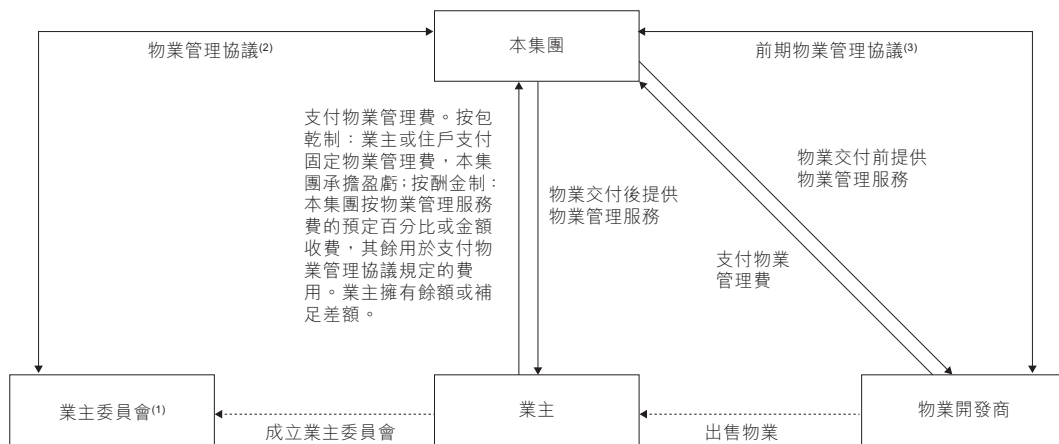 本集團
物業管理協議(2)
前期物業管理協議(3)
支付物業管理費。按包
乾制：業主或住戶支付
固定物業管理費，本集
團承擔盈虧；按酬金制：
本集團按物業管理服務
費的預定百分比或金額
收費，其餘用於支付物
業管理協議規定的費
用。業主擁有餘額或補
足差額。
物業交付後提供
物業管理服務
物業交付前提供
物業管理服務
支付物業
管理費
業主委員會(1)
業主
物業開發商
成立業主委員會
出售物業